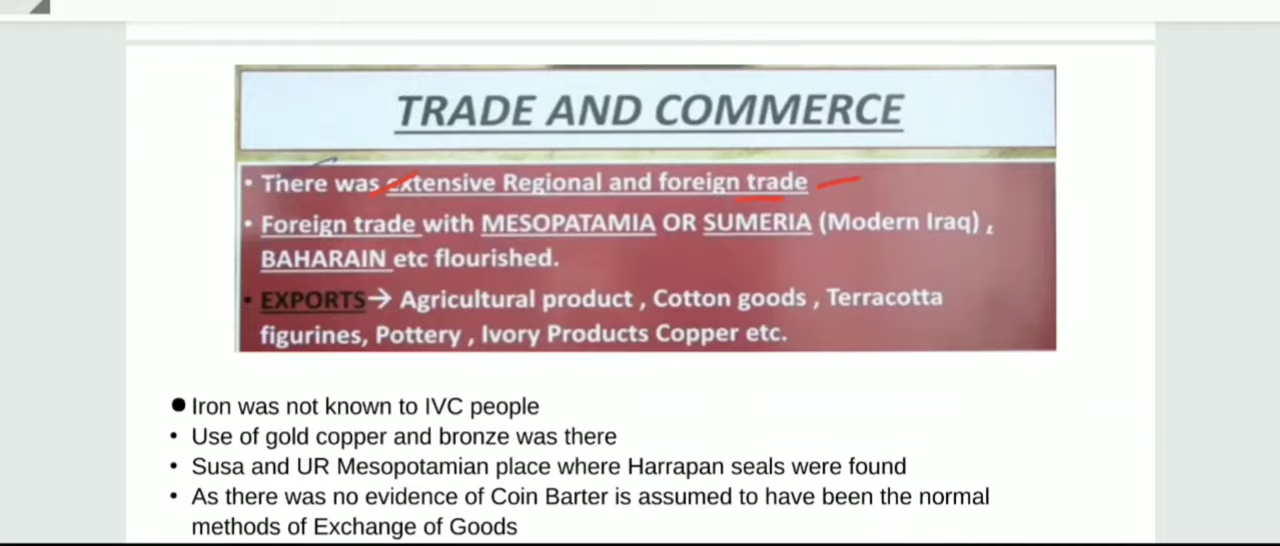 TRADE AND COMMERCE
• There was extensive Regional and foreign trade
• Foreign trade with MESOPATAMIA OR SUMERIA (Modern Iraq) ,
BAHARAIN etc flourished.
• EXPORTS→ Agricultural product , Cotton goods , Terracotta
figurines, Pottery , Ivory Products Copper etc.
● Iron was not known to IVC people
• Use of gold copper and bronze was there
• Susa and UR Mesopotamian place where Harrapan seals were found
• As there was no evidence of Coin Barter is assumed to have been the normal
methods of Exchange of Goods